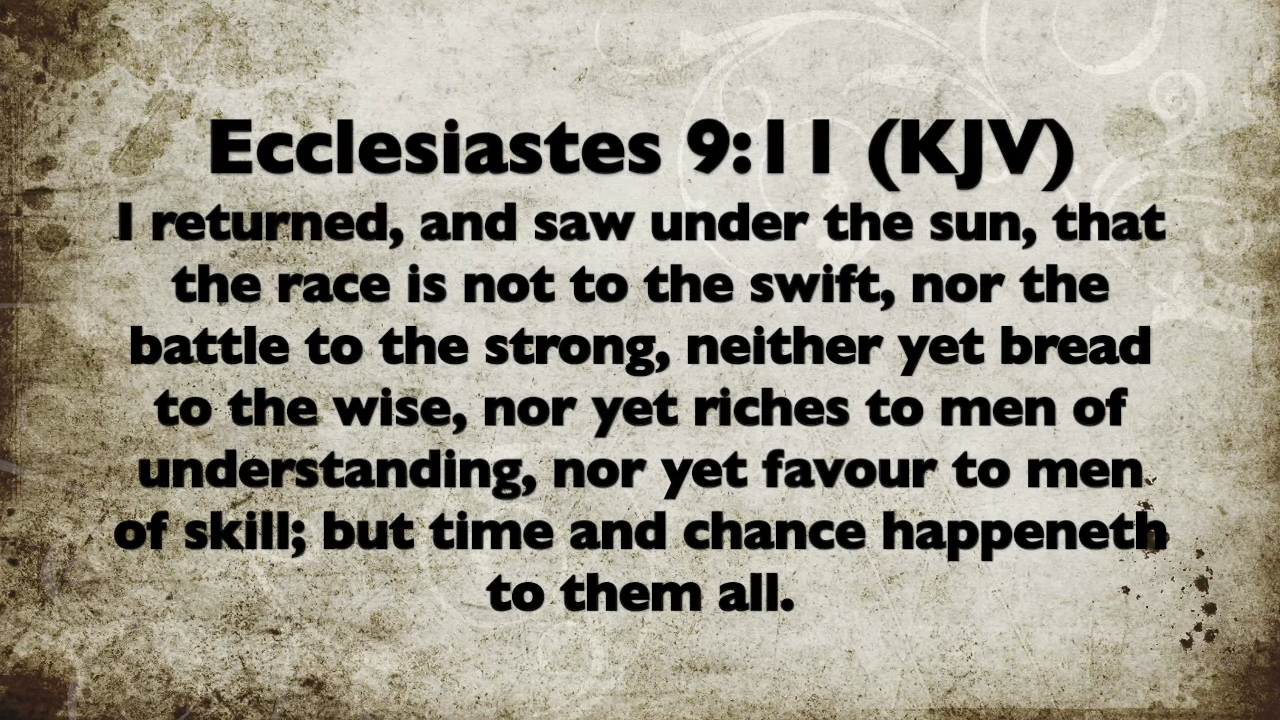 Ecclesiastes 9:11 (KJV)
I returned, and saw under the sun, that
the race is not to the swift, nor the
battle to the strong, neither yet bread
to the wise, nor yet riches to men of
understanding, nor yet favour to men
of skill; but time and chance happeneth
to them all.